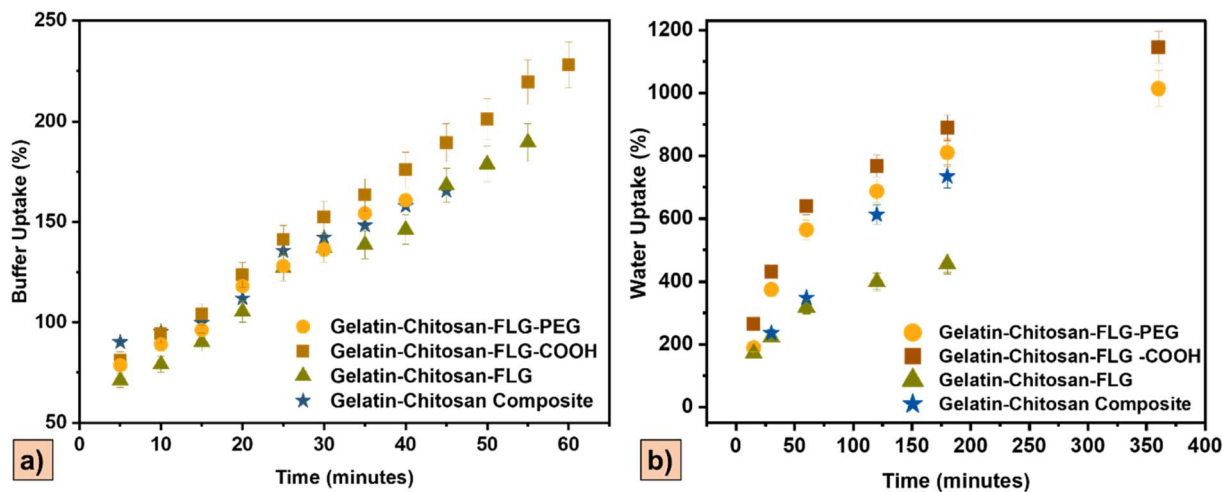 250
200
150
100
50
Buffer Uptake (%)
Gelatin-Chitosan-FLG-PEG
Gelatin-Chitosan-FLG-COOH
Gelatin-Chitosan-FLG
Gelatin-Chitosan Composite
0 10 20 30 40 50 60
Time (minutes)
a)
1200
1000
800
600
400
200
0
Water Uptake (%)
Gelatin-Chitosan-FLG-PEG
Gelatin-Chitosan-FLG -COOH
Gelatin-Chitosan-FLG
Gelatin-Chitosan Composite
0 50 100 150 200 250 300 350 400
Time (minutes)
b)